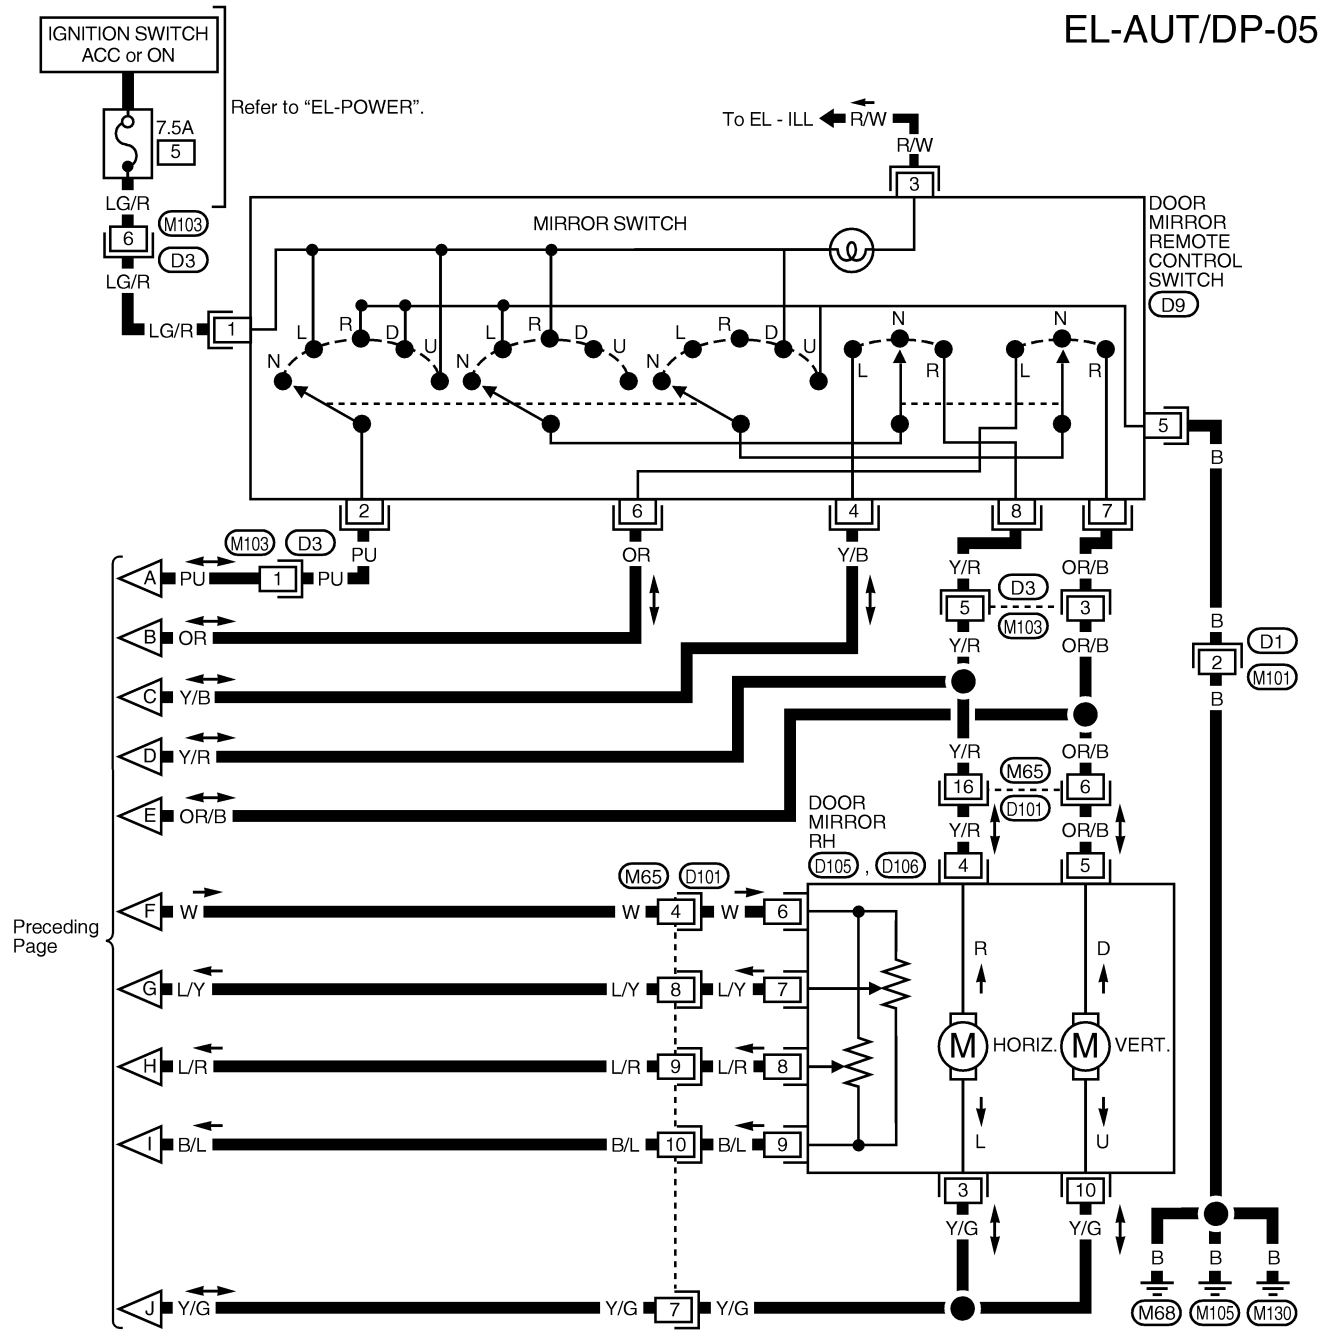 EL-AUT/DP-05
IGNITION SWITCH
ACC or ON
Refer to “EL-POWER”.
7.5A
5
To EL - ILL
R/W
R/W
3
LG/R
M103
6
D3
LG/R
LG/R
1
MIRROR SWITCH
DOOR
MIRROR
REMOTE
CONTROL
SWITCH
D9
N L R D U
N L R D U
N L R D U
L N R
L N R
5
B
2
6
4
8
7
PU
OR
Y/B
Y/R
OR/B
M103
D3
A
PU
1
PU
D3
5
3
M103
Y/R
OR/B
B
OR
B
D1
2
M101
B
C
Y/B
D
Y/R
Y/R
OR/B
M65
16
6
D101
Y/R
OR/B
E
OR/B
DOOR
MIRROR
RH
D105 , D106
4
5
M65
D101
F
W
W
4
W
6
Preceding
Page
G
L/Y
L/Y
8
L/Y
7
R
D
M
HORIZ.
M
VERT.
H
L/R
L/R
9
L/R
8
L
U
I
B/L
B/L
10
B/L
9
3
10
Y/G
Y/G
B
B
B
J
Y/G
Y/G
7
Y/G
M68
M105
M130